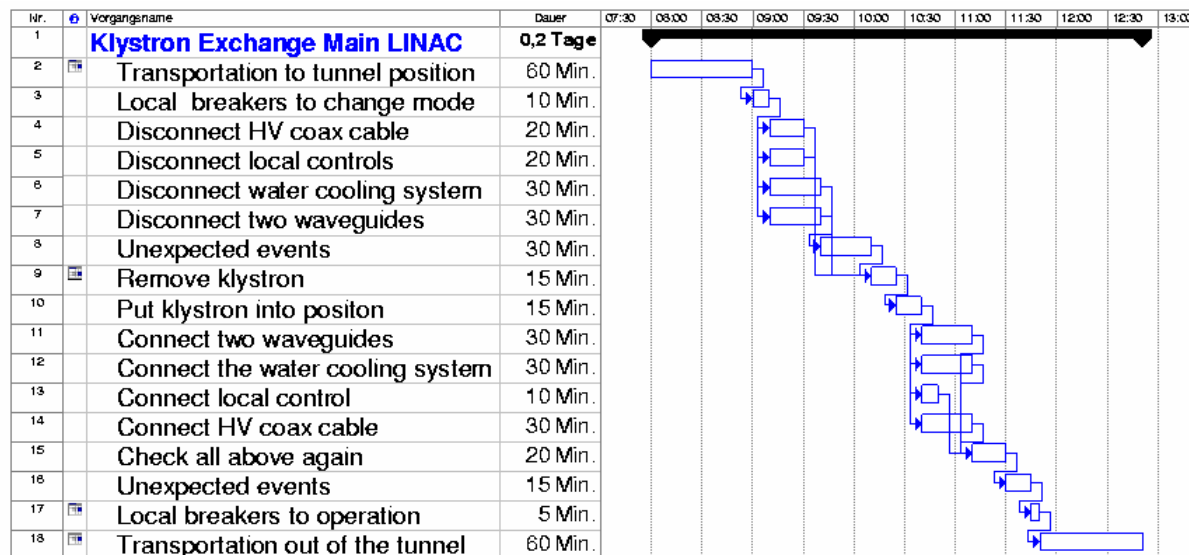 Nr. Vorgangsname Dauer 07:30 08:00 08:30 09:00 09:30 10:00 10:30 11:00 11:30 12:00 12:30 13:00
1 Klystron Exchange Main LINAC 0,2 Tage
2 Transportation to tunnel position 60 Min.
3 Local breakers to change mode 10 Min.
4 Disconnect HV coax cable 20 Min.
5 Disconnect local controls 20 Min.
6 Disconnect water cooling system 30 Min.
7 Disconnect two waveguides 30 Min.
8 Unexpected events 30 Min.
9 Remove klystron 15 Min.
10 Put klystron into positon 15 Min.
11 Connect two waveguides 30 Min.
12 Connect the water cooling system 30 Min.
13 Connect local control 10 Min.
14 Connect HV coax cable 30 Min.
15 Check all above again 20 Min.
16 Unexpected events 15 Min.
17 Local breakers to operation 5 Min.
18 Transportation out of the tunnel 60 Min.